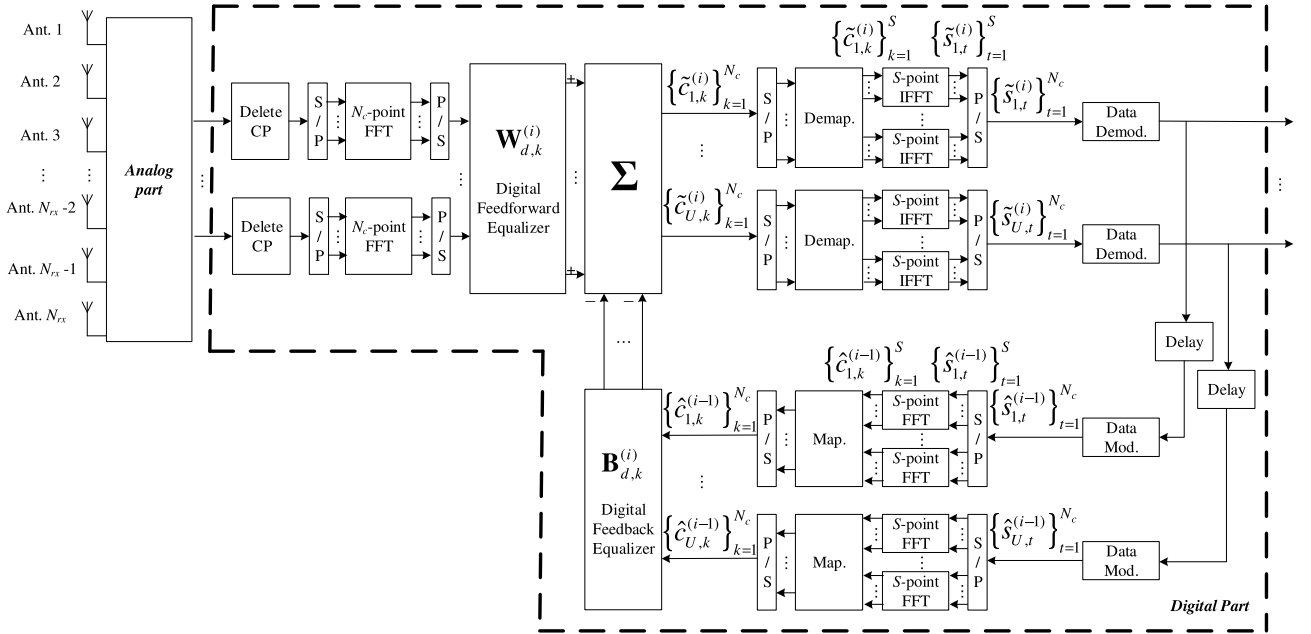 Ant. 1
Ant. 2
Ant. 3
⋮ ⋮
Ant. N_rx -2
Ant. N_rx -1
Ant. N_rx
Analog
part
⋮
Delete
CP
S
/
P
⋮
N_c-point
FFT
⋮
P
/
S
Delete
CP
S
/
P
⋮
N_c-point
FFT
⋮
P
/
S
⋮
W_{d,k}^{(i)}
Digital
Feedforward
Equalizer
+
⋮
+
Σ
− −
...
{c̃_{1,k}^{(i)}}_{k=1}^{N_c}
⋮
{c̃_{U,k}^{(i)}}_{k=1}^{N_c}
S
/
P
⋮
Demap.
{c̃_{1,k}^{(i)}}_{k=1}^{S}
{s̃_{1,t}^{(i)}}_{t=1}^{S}
S-point
IFFT
⋮
S-point
IFFT
P
/
S
{s̃_{1,t}^{(i)}}_{t=1}^{N_c}
Data
Demod.
⋮
S
/
P
⋮
Demap.
S-point
IFFT
⋮
S-point
IFFT
P
/
S
{s̃_{U,t}^{(i)}}_{t=1}^{N_c}
Data
Demod.
Delay
Delay
B_{d,k}^{(i)}
Digital
Feedback
Equalizer
{ĉ_{1,k}^{(i−1)}}_{k=1}^{N_c}
⋮
{ĉ_{U,k}^{(i−1)}}_{k=1}^{N_c}
P
/
S
⋮
Map.
{ĉ_{1,k}^{(i−1)}}_{k=1}^{S}
{ŝ_{1,t}^{(i−1)}}_{t=1}^{S}
S-point
FFT
⋮
S-point
FFT
S
/
P
{ŝ_{1,t}^{(i−1)}}_{t=1}^{N_c}
Data
Mod.
P
/
S
⋮
Map.
S-point
FFT
⋮
S-point
FFT
S
/
P
{ŝ_{U,t}^{(i−1)}}_{t=1}^{N_c}
Data
Mod.
Digital Part